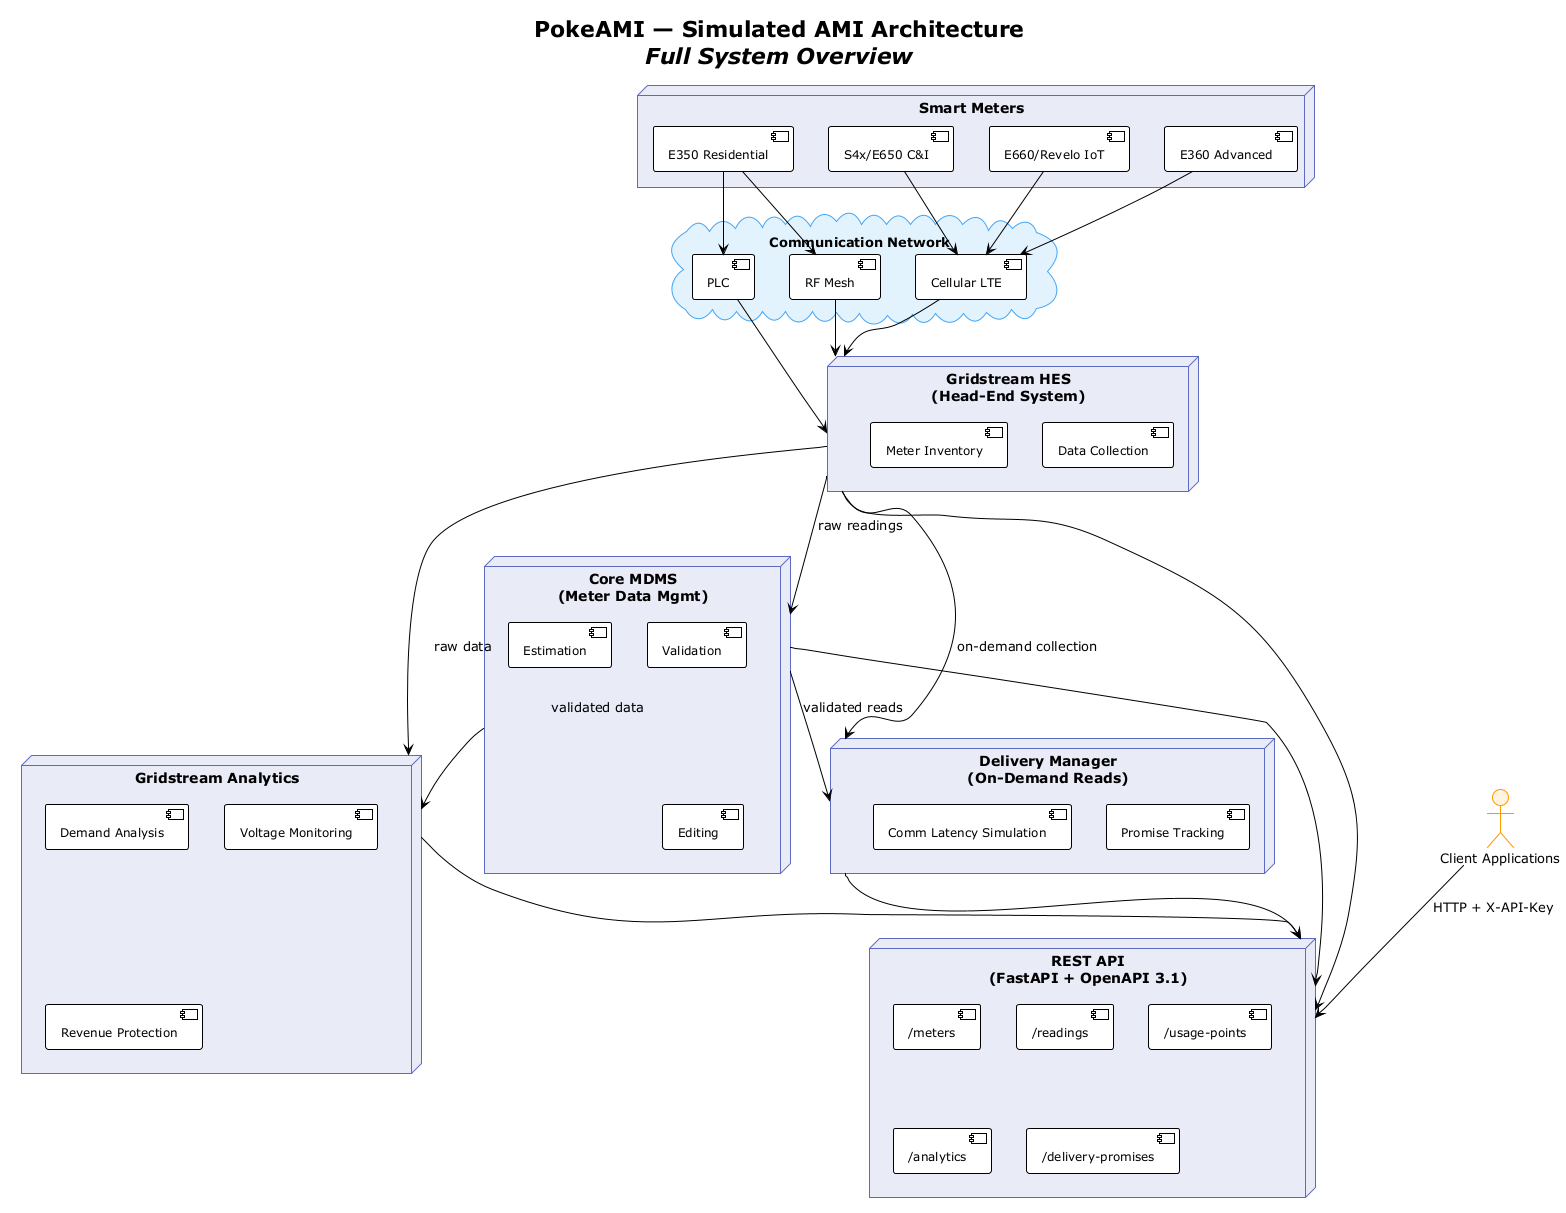 PokeAMI — Simulated AMI Architecture
Full System Overview
Smart Meters
E350 Residential
S4x/E650 C&I
E660/Revelo IoT
E360 Advanced
Communication Network
PLC
RF Mesh
Cellular LTE
Gridstream HES
(Head-End System)
Meter Inventory
Data Collection
raw readings
Core MDMS
(Meter Data Mgmt)
Estimation
Validation
raw data
on-demand collection
validated data
validated reads
Editing
Delivery Manager
(On-Demand Reads)
Comm Latency Simulation
Promise Tracking
Gridstream Analytics
Demand Analysis
Voltage Monitoring
Revenue Protection
Client Applications
HTTP + X-API-Key
REST API
(FastAPI + OpenAPI 3.1)
/meters
/readings
/usage-points
/analytics
/delivery-promises